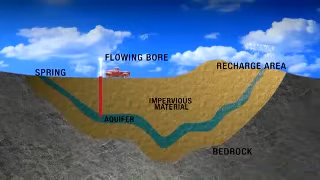 FLOWING BORE
SPRING
RECHARGE AREA
IMPERVIOUS
MATERIAL
AQUIFER
BEDROCK